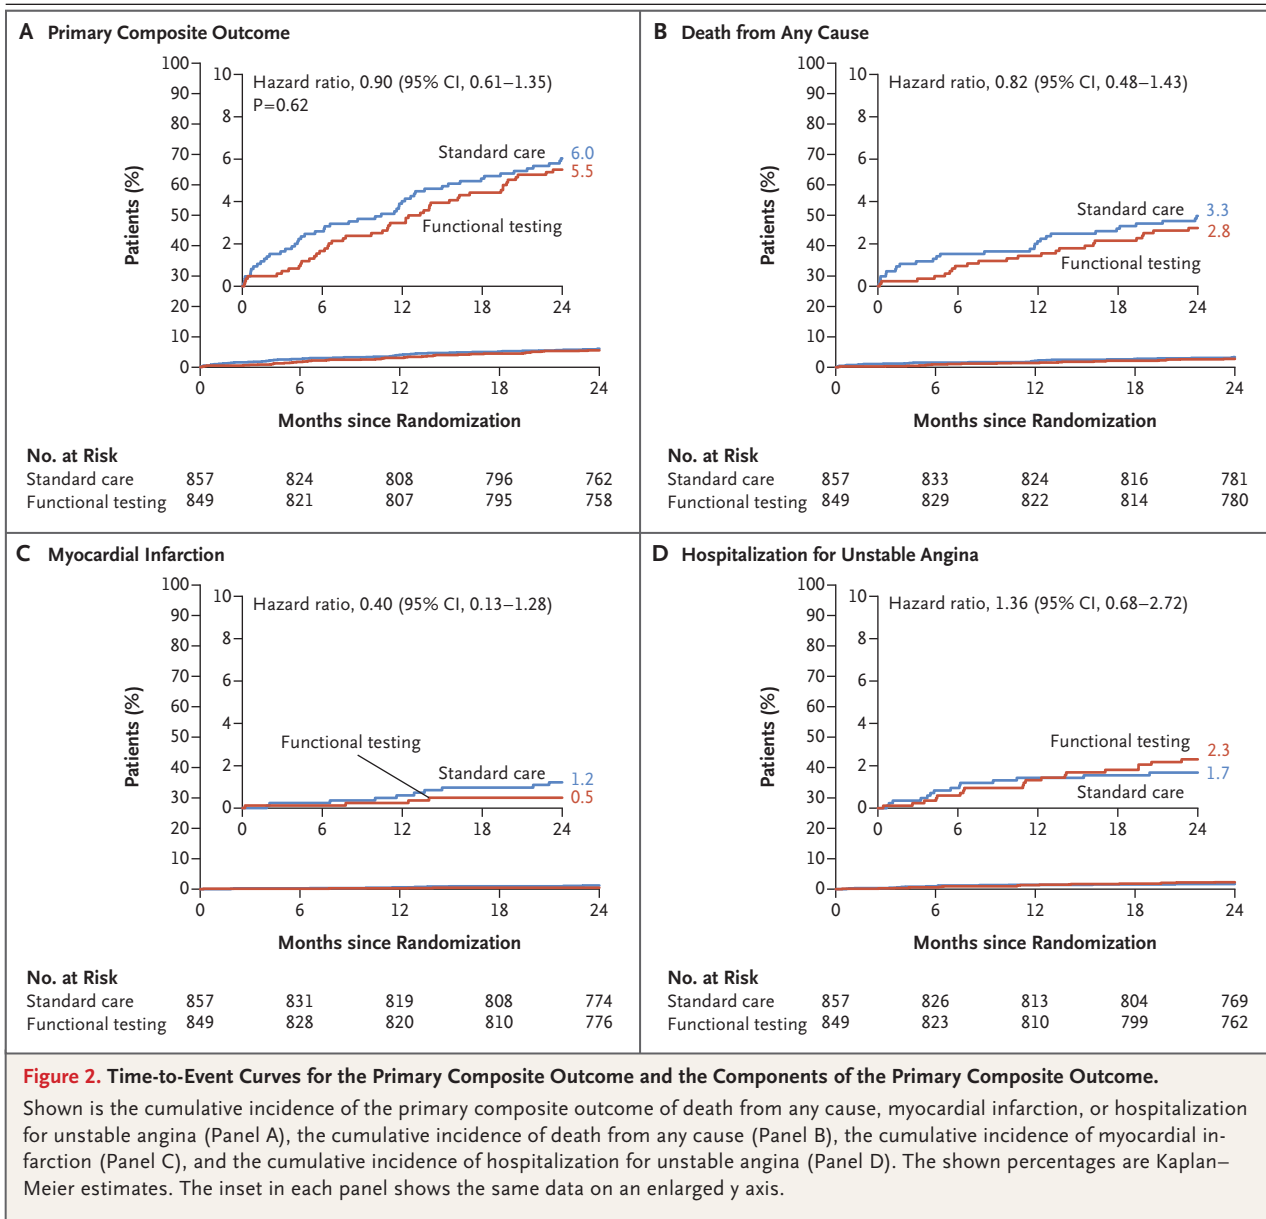 A Primary Composite Outcome
Patients (%)
100
90
80
70
60
50
40
30
20
10
0
10
8
6
4
2
0
Hazard ratio, 0.90 (95% CI, 0.61–1.35)
P=0.62
Standard care
6.0
5.5
Functional testing
0 6 12 18 24
0 6 12 18 24
Months since Randomization
No. at Risk
Standard care 857 824 808 796 762
Functional testing 849 821 807 795 758
B Death from Any Cause
Patients (%)
100
90
80
70
60
50
40
30
20
10
0
10
8
6
4
2
0
Hazard ratio, 0.82 (95% CI, 0.48–1.43)
Standard care
3.3
2.8
Functional testing
0 6 12 18 24
0 6 12 18 24
Months since Randomization
No. at Risk
Standard care 857 833 824 816 781
Functional testing 849 829 822 814 780
C Myocardial Infarction
Patients (%)
100
90
80
70
60
50
40
30
20
10
0
10
8
6
4
2
0
Hazard ratio, 0.40 (95% CI, 0.13–1.28)
Functional testing
Standard care
1.2
0.5
0 6 12 18 24
0 6 12 18 24
Months since Randomization
No. at Risk
Standard care 857 831 819 808 774
Functional testing 849 828 820 810 776
D Hospitalization for Unstable Angina
Patients (%)
100
90
80
70
60
50
40
30
20
10
0
10
8
6
4
2
0
Hazard ratio, 1.36 (95% CI, 0.68–2.72)
Functional testing
2.3
1.7
Standard care
0 6 12 18 24
0 6 12 18 24
Months since Randomization
No. at Risk
Standard care 857 826 813 804 769
Functional testing 849 823 810 799 762
Figure 2. Time-to-Event Curves for the Primary Composite Outcome and the Components of the Primary Composite Outcome.
Shown is the cumulative incidence of the primary composite outcome of death from any cause, myocardial infarction, or hospitalization
for unstable angina (Panel A), the cumulative incidence of death from any cause (Panel B), the cumulative incidence of myocardial in-
farction (Panel C), and the cumulative incidence of hospitalization for unstable angina (Panel D). The shown percentages are Kaplan–
Meier estimates. The inset in each panel shows the same data on an enlarged y axis.